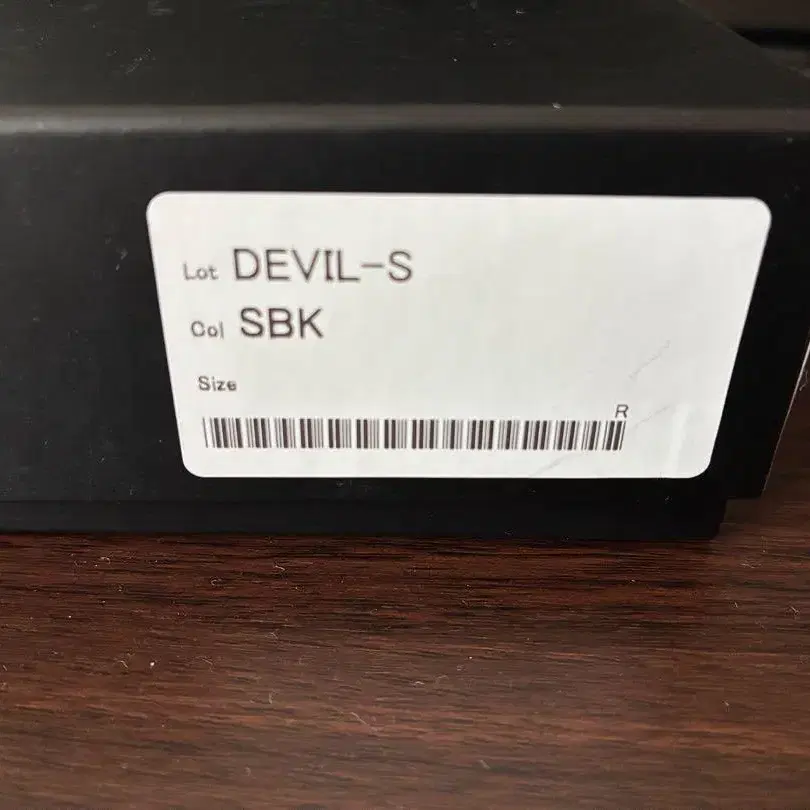 Lot DEVIL-S
Col SBK
Size
R